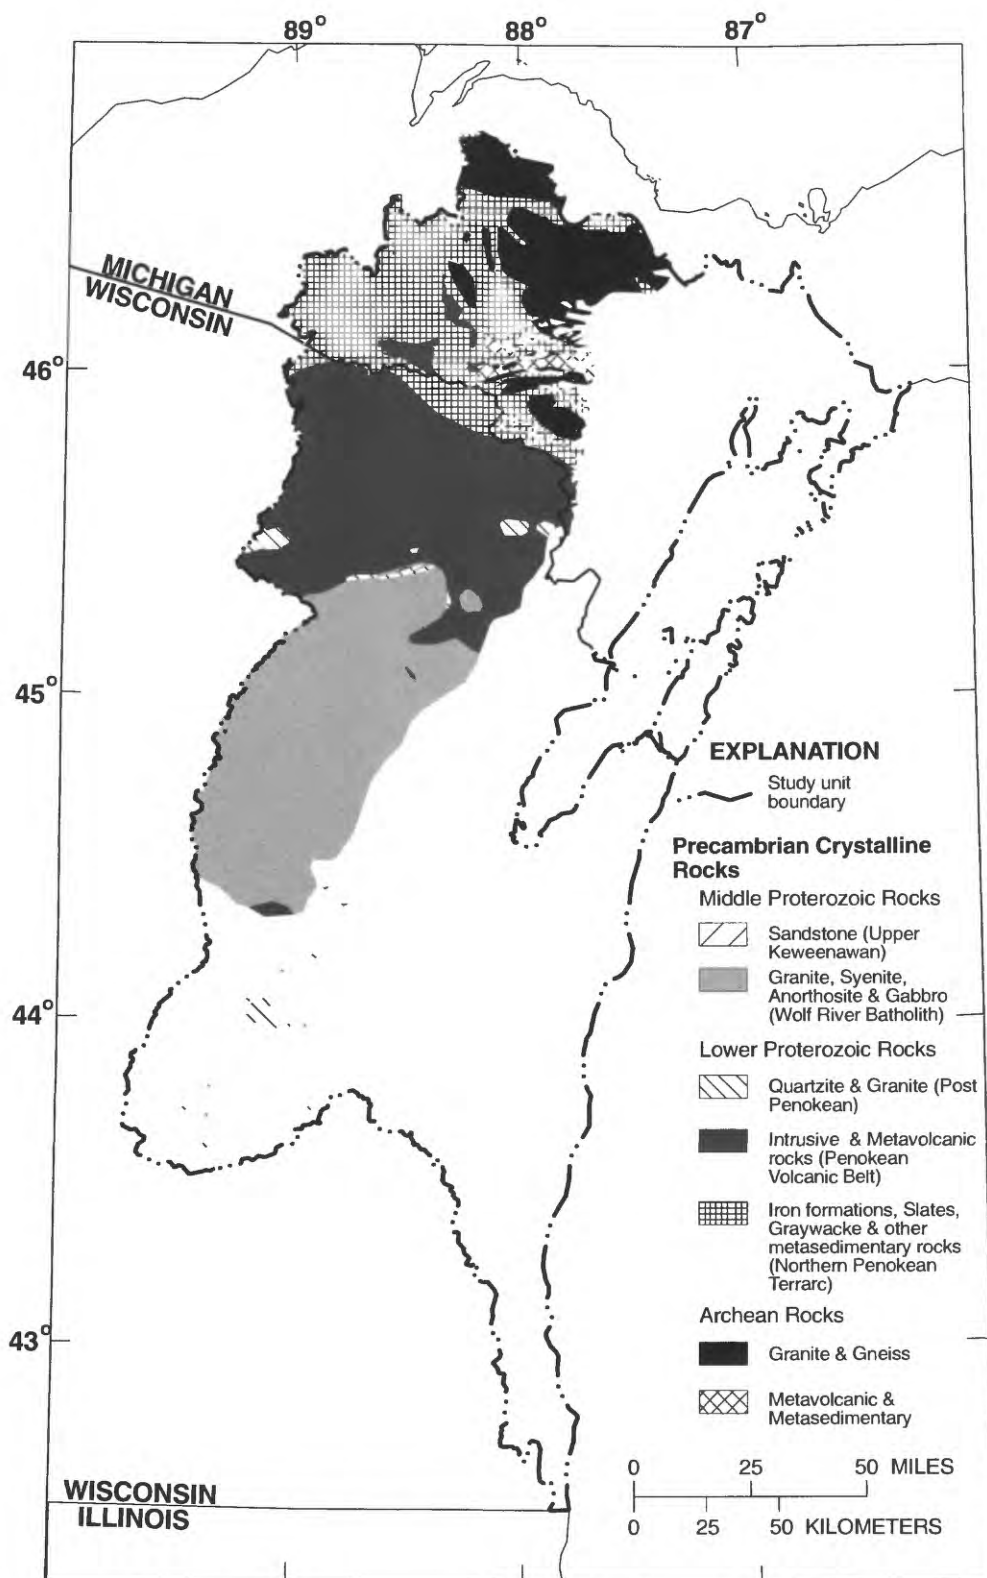 89° 88° 87°
MICHIGAN
WISCONSIN
46°
45°
EXPLANATION
Study unit
boundary
Precambrian Crystalline
Rocks
Middle Proterozoic Rocks
Sandstone (Upper
Keweenawan)
Granite, Syenite,
Anorthosite & Gabbro
(Wolf River Batholith)
44°
Lower Proterozoic Rocks
Quartzite & Granite (Post
Penokean)
Intrusive & Metavolcanic
rocks (Penokean
Volcanic Belt)
Iron formations, Slates,
Graywacke & other
metasedimentary rocks
(Northern Penokean
Terrarc)
43°
Archean Rocks
Granite & Gneiss
Metavolcanic &
Metasedimentary
0 25 50 MILES
0 25 50 KILOMETERS
WISCONSIN
ILLINOIS